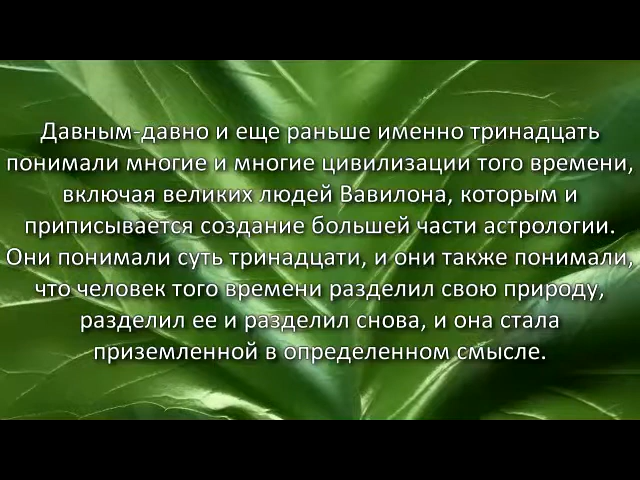 Давным-давно и еще раньше именно тринадцать
понимали многие и многие цивилизации того времени,
включая великих людей Вавилона, которым и
приписывается создание большей части астрологии.
Они понимали суть тринадцати, и они также понимали,
что человек того времени разделил свою природу,
разделил ее и разделил снова, и она стала
приземленной в определенном смысле.